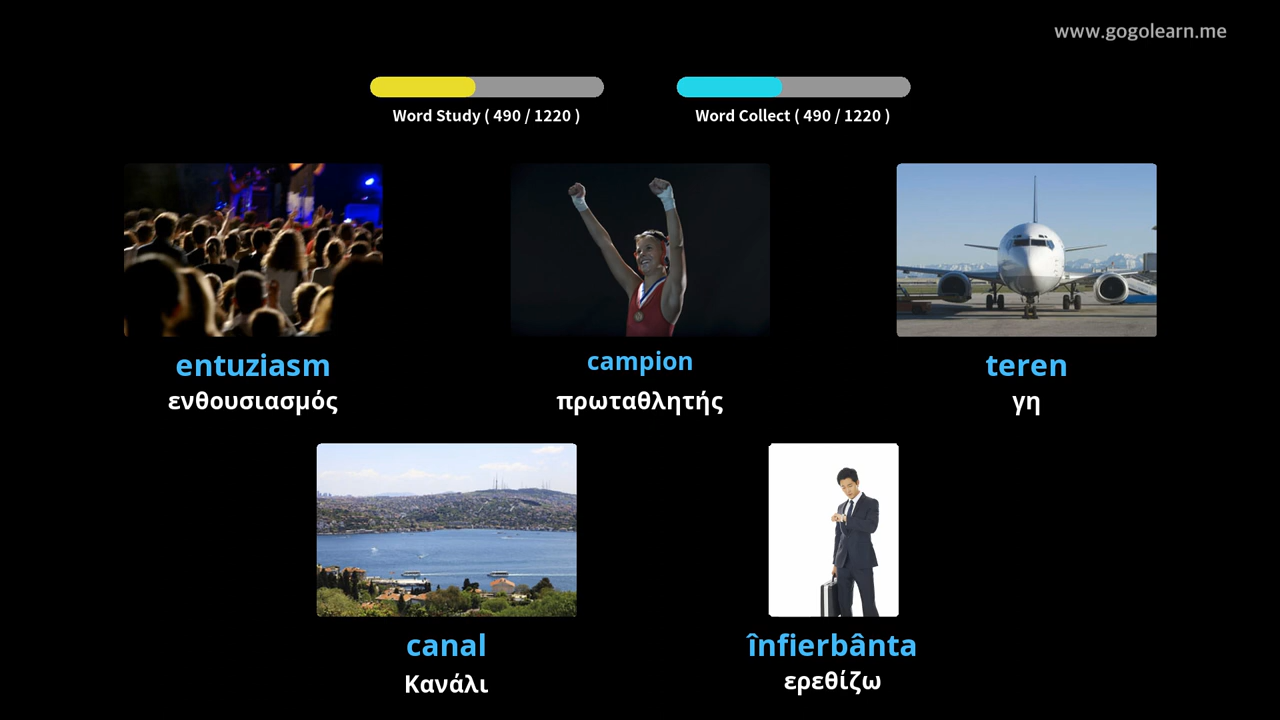 www.gogolearn.me
Word Study ( 490 / 1220 )
Word Collect ( 490 / 1220 )
entuziasm
ενθουσιασμός
campion
πρωταθλητής
teren
γη
canal
Κανάλι
înfierbânta
ερεθίζω